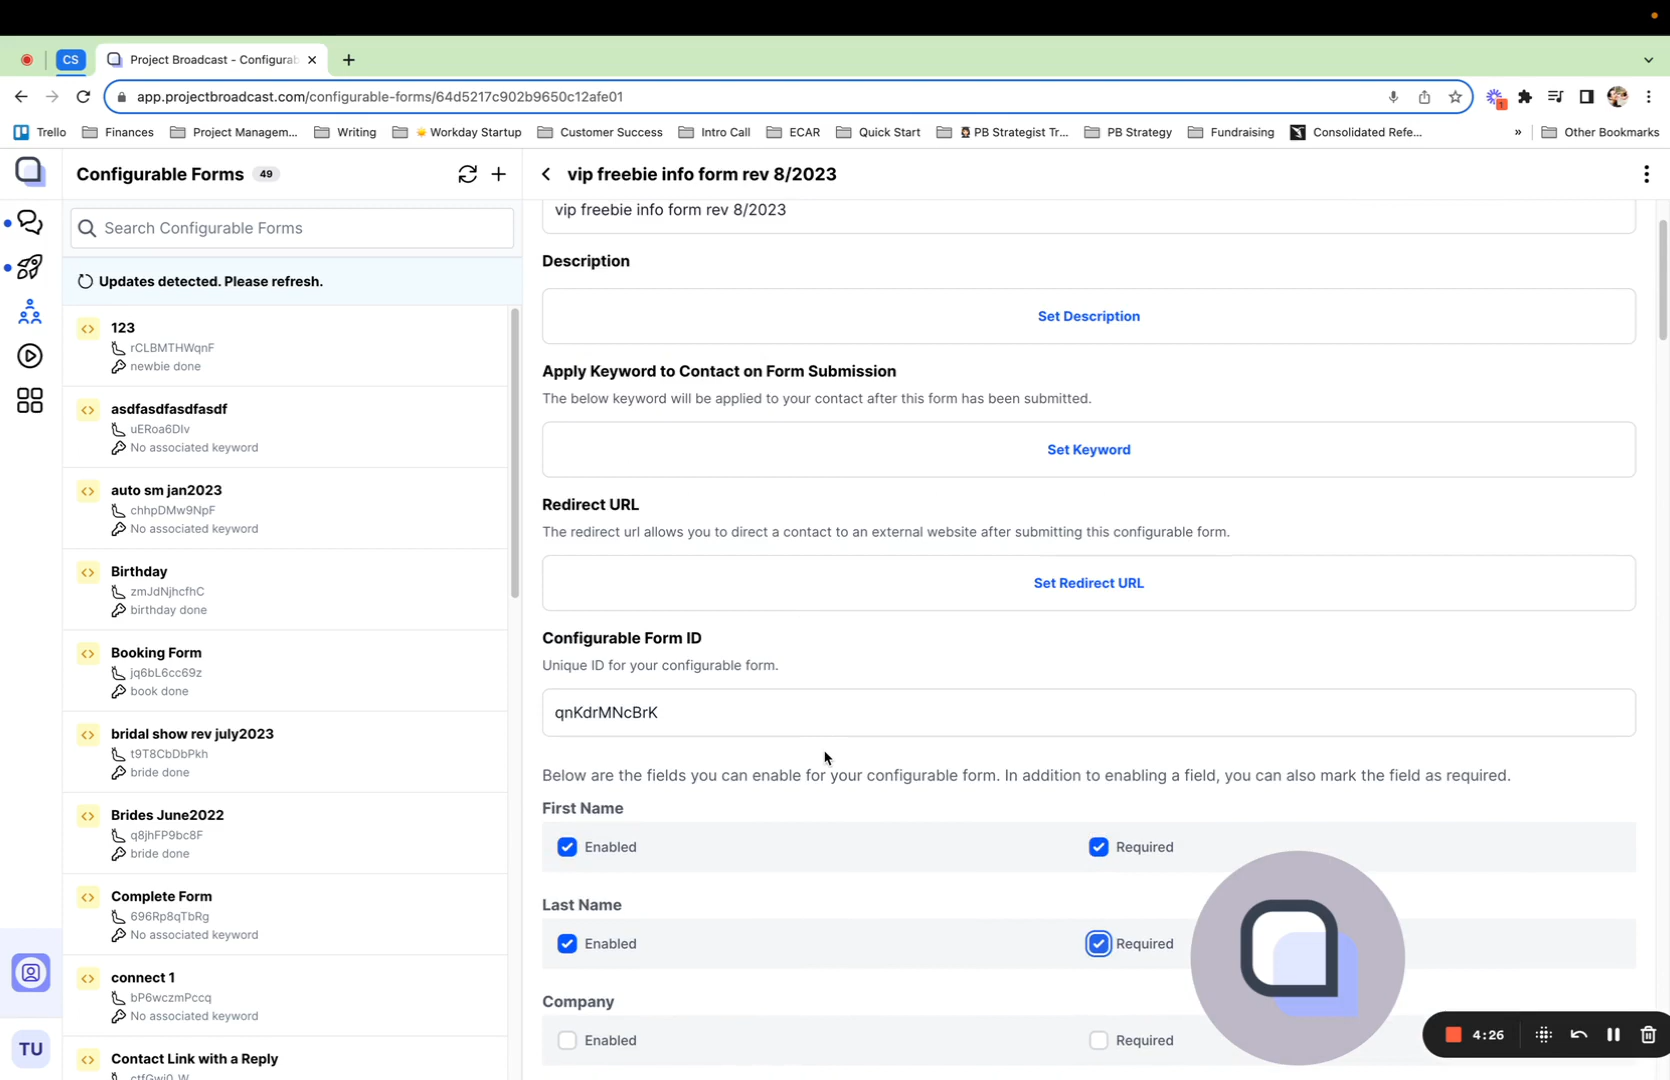 CS
Project Broadcast - Configurab
app.projectbroadcast.com/configurable-forms/64d5217c902b9650c12afe01
1
Trello
Finances
Project Managem...
Writing
Workday Startup
Customer Success
Intro Call
ECAR
Quick Start
PB Strategist Tr...
PB Strategy
Fundraising
Consolidated Refe...
»
Other Bookmarks
Configurable Forms 49
Search Configurable Forms
Updates detected. Please refresh.
123
rCLBMTHWqnF
newbie done
asdfasdfasdfasdf
uERoa6DIv
No associated keyword
auto sm jan2023
chhpDMw9NpF
No associated keyword
Birthday
zmJdNjhcfhC
birthday done
Booking Form
jq6bL6cc69z
book done
bridal show rev july2023
t9T8CbDbPkh
bride done
Brides June2022
q8jhFP9bc8F
bride done
Complete Form
696Rp8qTbRg
No associated keyword
connect 1
bP6wczmPccq
No associated keyword
Contact Link with a Reply
TU
vip freebie info form rev 8/2023
vip freebie info form rev 8/2023
Description
Set Description
Apply Keyword to Contact on Form Submission
The below keyword will be applied to your contact after this form has been submitted.
Set Keyword
Redirect URL
The redirect url allows you to direct a contact to an external website after submitting this configurable form.
Set Redirect URL
Configurable Form ID
Unique ID for your configurable form.
qnKdrMNcBrK
Below are the fields you can enable for your configurable form. In addition to enabling a field, you can also mark the field as required.
First Name
Enabled
Required
Last Name
Enabled
Required
Company
Enabled
Required
4:26